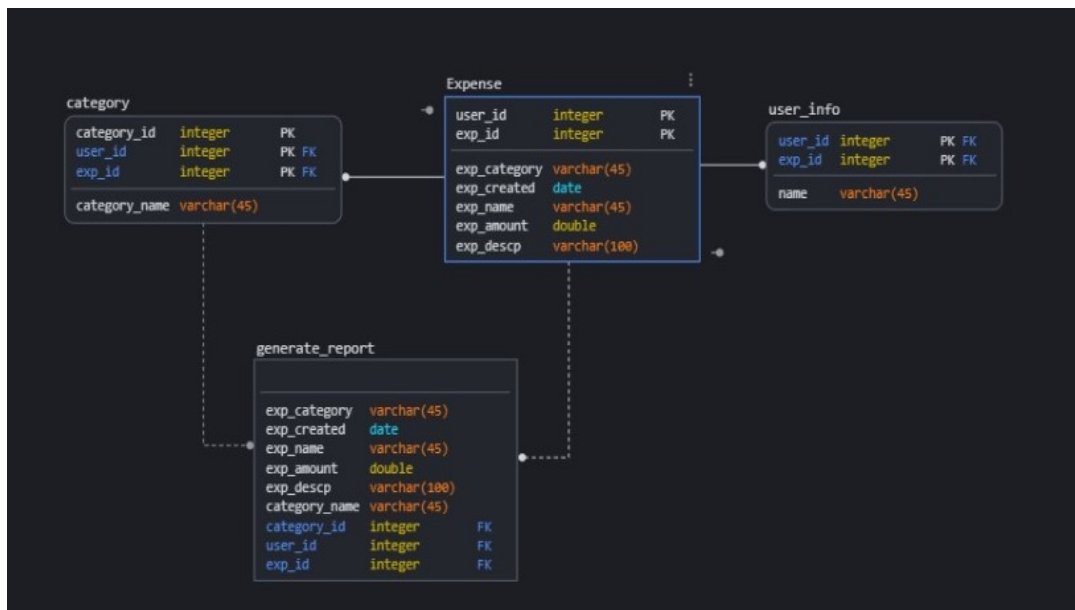 category
category_id integer PK
user_id integer PK FK
exp_id integer PK FK
category_name varchar(45)
Expense
user_id integer PK
exp_id integer PK
exp_category varchar(45)
exp_created date
exp_name varchar(45)
exp_amount double
exp_descp varchar(100)
user_info
user_id integer PK FK
exp_id integer PK FK
name varchar(45)
generate_report
exp_category varchar(45)
exp_created date
exp_name varchar(45)
exp_amount double
exp_descp varchar(100)
category_name varchar(45)
category_id integer FK
user_id integer FK
exp_id integer FK